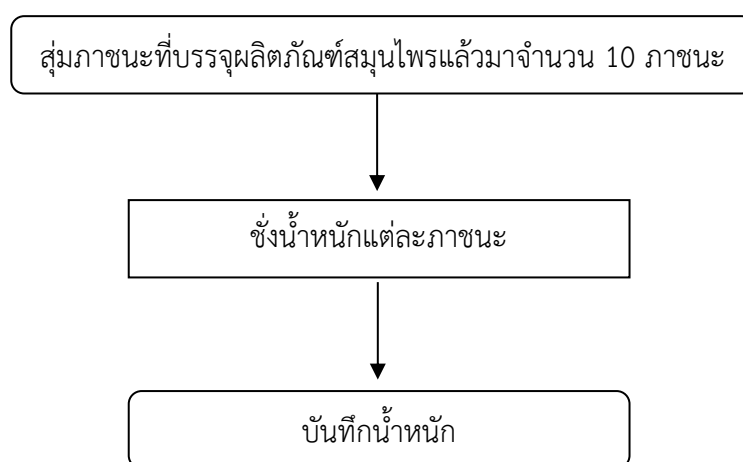 สุ่มภาชนะที่บรรจุผลิตภัณฑ์สมุนไพรแล้วมาจำนวน 10 ภาชนะ
ชั่งน้ำหนักแต่ละภาชนะ
บันทึกน้ำหนัก